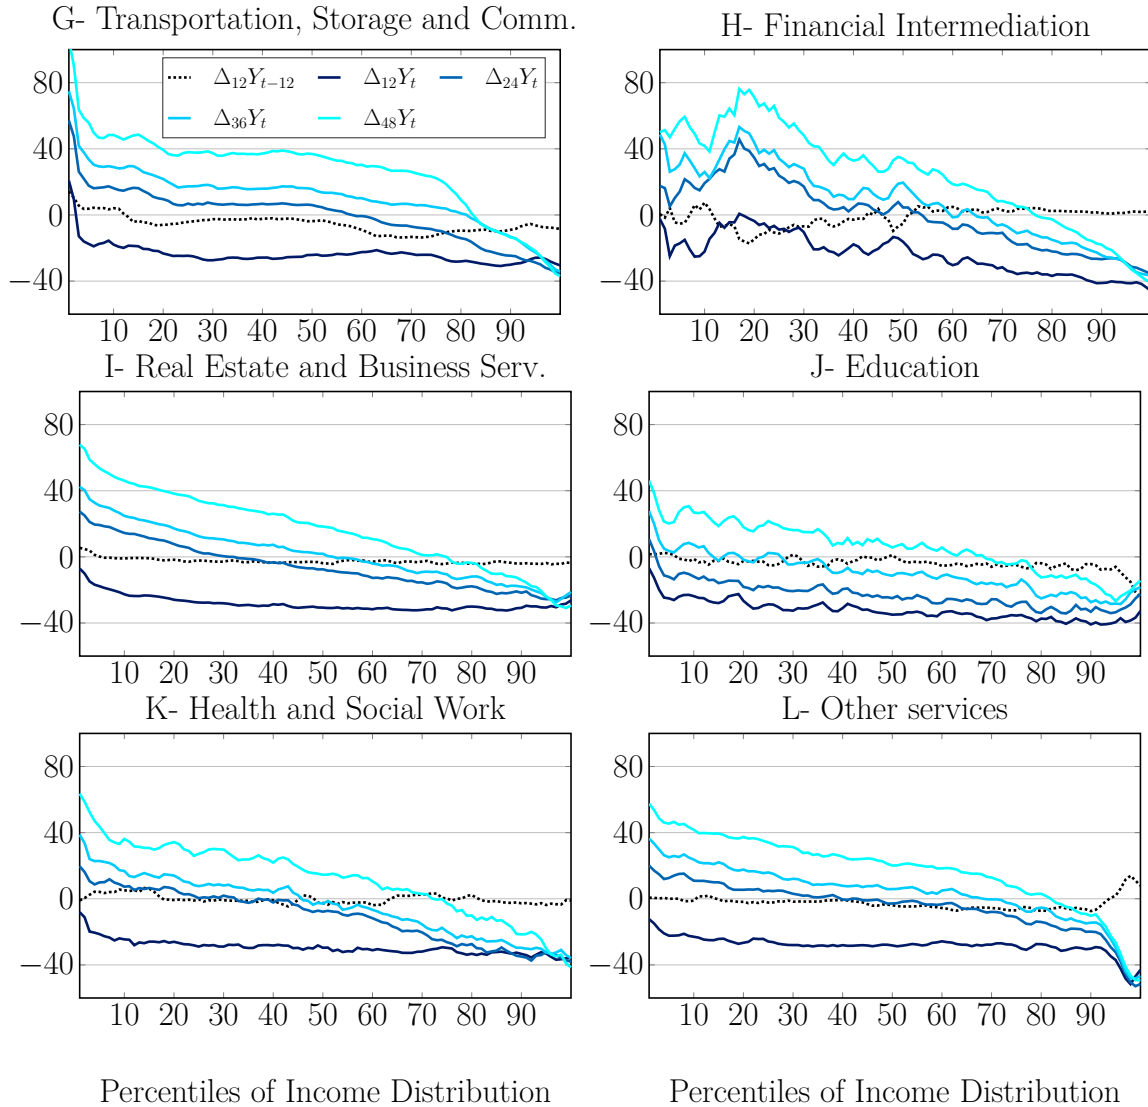 G- Transportation, Storage and Comm.
H- Financial Intermediation
Δ₁₂Yₜ₋₁₂ Δ₁₂Yₜ Δ₂₄Yₜ
Δ₃₆Yₜ Δ₄₈Yₜ
80
40
0
−40
10 20 30 40 50 60 70 80 90
80
40
0
−40
10 20 30 40 50 60 70 80 90
I- Real Estate and Business Serv.
J- Education
80
40
0
−40
10 20 30 40 50 60 70 80 90
80
40
0
−40
10 20 30 40 50 60 70 80 90
K- Health and Social Work
L- Other services
80
40
0
−40
10 20 30 40 50 60 70 80 90
80
40
0
−40
10 20 30 40 50 60 70 80 90
Percentiles of Income Distribution
Percentiles of Income Distribution